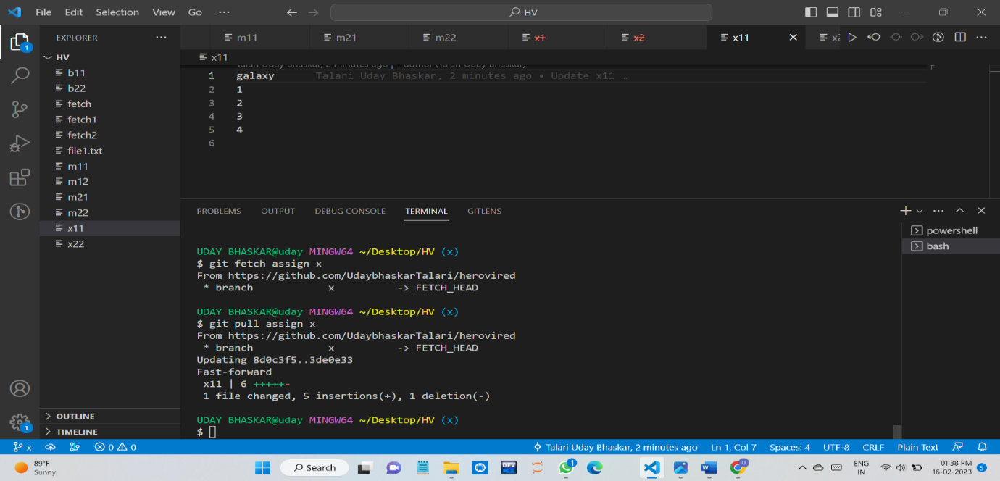 File Edit Selection View Go ··· HV
EXPLORER ···
m11 m21 m22 x1 x2 x11
HV
x11
b11
b22
fetch
fetch1
fetch2
file1.txt
m11
m12
m21
m22
x11
x22
1 galaxy Talari Uday Bhaskar, 2 minutes ago • Update x11 …
2 1
3 2
4 3
5 4
6
PROBLEMS OUTPUT DEBUG CONSOLE TERMINAL GITLENS
powershell
bash
UDAY BHASKAR@uday MINGW64 ~/Desktop/HV (x)
$ git fetch assign x
From https://github.com/UdaybhaskarTalari/herovired
* branch x -> FETCH_HEAD
UDAY BHASKAR@uday MINGW64 ~/Desktop/HV (x)
$ git pull assign x
From https://github.com/UdaybhaskarTalari/herovired
* branch x -> FETCH_HEAD
Updating 8d0c3f5..3de0e33
Fast-forward
x11 | 6 +++++-
1 file changed, 5 insertions(+), 1 deletion(-)
UDAY BHASKAR@uday MINGW64 ~/Desktop/HV (x)
$
OUTLINE
TIMELINE
1
1
x 0 0 Talari Uday Bhaskar, 2 minutes ago Ln 1, Col 7 Spaces: 4 UTF-8 CRLF Plain Text
89°F
Sunny
Search
DEV
1
ENG
IN
01:38 PM
16-02-2023
5